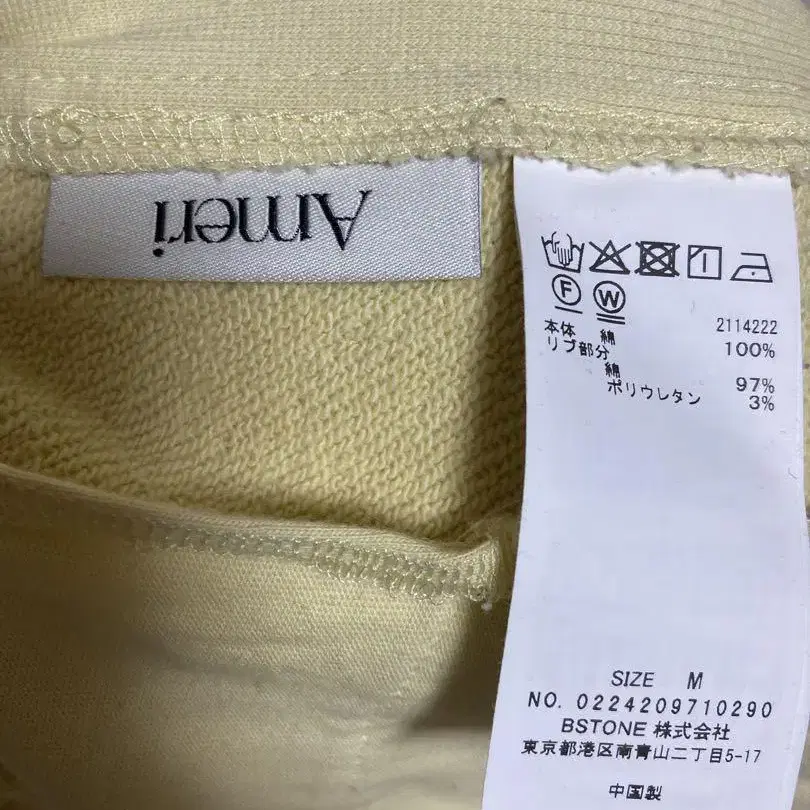 Ameri
F W
2114222
本体 綿 100%
リブ部分
綿 97%
ポリウレタン 3%
SIZE M
NO. 0224209710290
BSTONE 株式会社
東京都港区南青山二丁目5-17
中国製